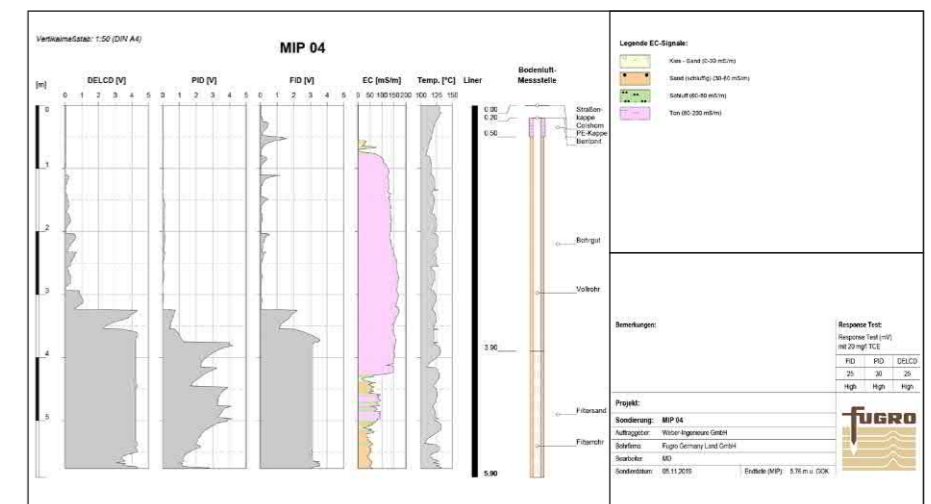 Vertikalmaßstab: 1:50 (DIN A4)
MIP 04
[m]
DELCD [V]
PID [V]
FID [V]
EC [mS/m]
Temp. [°C]
Liner
Bodenluft-
Messstelle
0 1 2 3 4 5
0 1 2 3 4 5
0 1 2 3 4 5
0 50 100 150 200
100 125 150
0
1
2
3
4
5
0.00
0.20
0.50
3.90
5.90
Straßen-
kappe
PE-Kappe
Bentonit
Bohrgut
Vollrohr
Filtersand
Filterrohr
Legende EC-Signale:
Kies - Sand (0-30 mS/m)
Sand (schluffig) (30-60 mS/m)
Schluff (60-80 mS/m)
Ton (80-200 mS/m)
Bemerkungen:
Response Test:
Response Test (mV)
mit 20 mg/l TCE
FID PID DELCD
25 30 25
High High High
Projekt:
Sondierung: MIP 04
Auftraggeber: Weber-Ingenieure GmbH
Bohrfirma: Fugro Germany Land GmbH
Bearbeiter: MD
Sondierdatum: 05.11.2019 Endtiefe (MIP): 5.76 m u. GOK
FUGRO